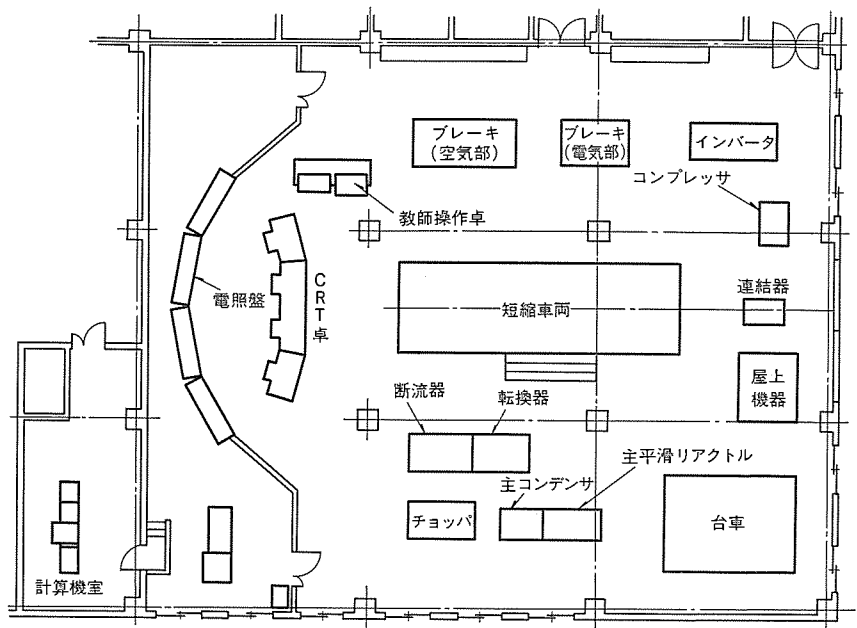 ブレーキ
(空気部)
ブレーキ
(電気部)
インバータ
コンプレッサ
教師操作卓
電照盤
CRT卓
短縮車両
連結器
屋上
機器
断流器
転換器
主平滑リアクトル
主コンデンサ
チョッパ
台車
計算機室